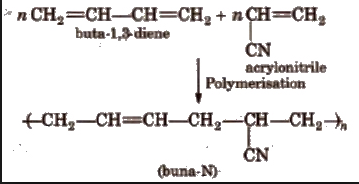 n CH₂=CH—CH=CH₂ + n CH=CH₂
buta-1,3-diene
CN
acrylonitrile
Polymerisation
-(-CH₂—CH=CH—CH₂—CH—CH₂-)-ₙ
CN
(buna-N)